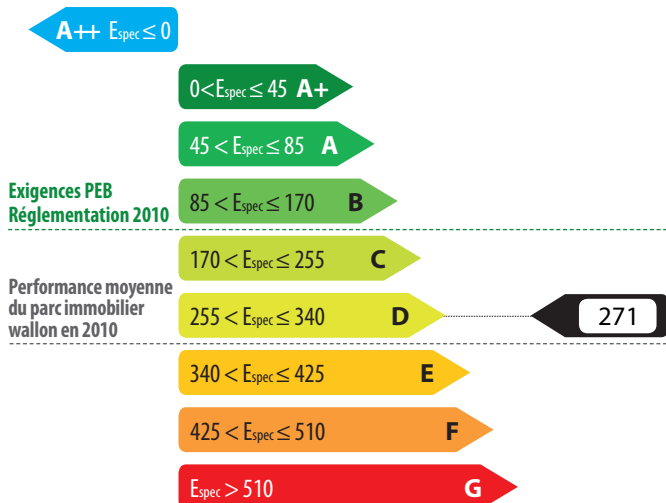 A++ Espec ≤ 0
0<Espec ≤ 45 A+
45 < Espec ≤ 85 A
Exigences PEB
Réglementation 2010
85 < Espec ≤ 170 B
170 < Espec ≤ 255 C
Performance moyenne
du parc immobilier
wallon en 2010
255 < Espec ≤ 340 D
271
340 < Espec ≤ 425 E
425 < Espec ≤ 510 F
Espec > 510 G